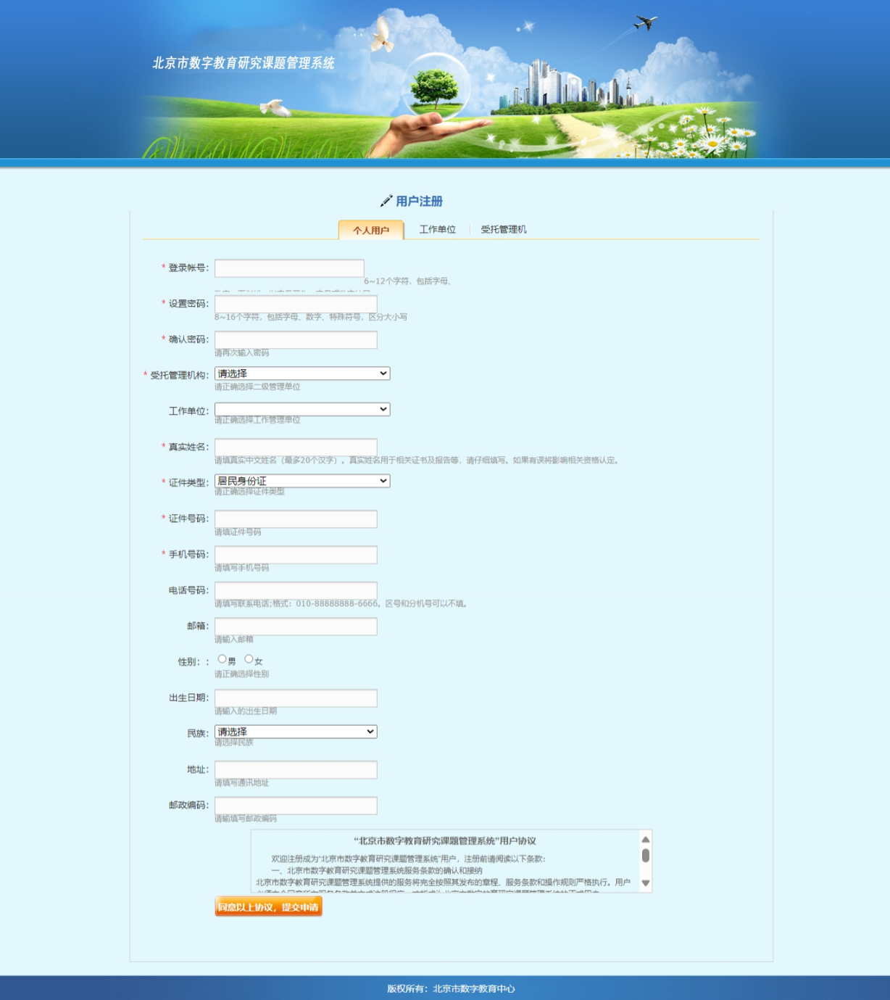 北京市数字教育研究课题管理系统
用户注册
个人用户 工作单位 受托管理机
* 登录帐号：
6~12个字符，包括字母、
* 设置密码：
8~16个字符，包括字母、数字、特殊符号，区分大小写
* 确认密码：
请再次输入密码
* 受托管理机构： 请选择
请正确选择二级管理单位
工作单位：
请正确选择工作管理单位
* 真实姓名：
请填真实中文姓名（最多20个汉字）。真实姓名用于相关证书及报告等，请仔细填写。如果有误将影响相关资格认定。
* 证件类型： 居民身份证
请正确选择证件类型
* 证件号码：
请填证件号码
* 手机号码：
请填写手机号码
电话号码：
请填写联系电话;格式：010-88888888-6666。区号和分机号可以不填。
邮箱：
请输入邮箱
性别：： 男 女
请正确选择性别
出生日期：
请输入的出生日期
民族： 请选择
请选择民族
地址：
请填写通讯地址
邮政编码：
请输填写邮政编码
“北京市数字教育研究课题管理系统”用户协议
欢迎注册成为“北京市数字教育研究课题管理系统”用户，注册前请阅读以下条款：
一、北京市数字教育研究课题管理系统服务条款的确认和接纳
北京市数字教育研究课题管理系统提供的服务将完全按照其发布的章程、服务条款和操作规则严格执行。用户
同意以上协议，提交申请
版权所有：北京市数字教育中心